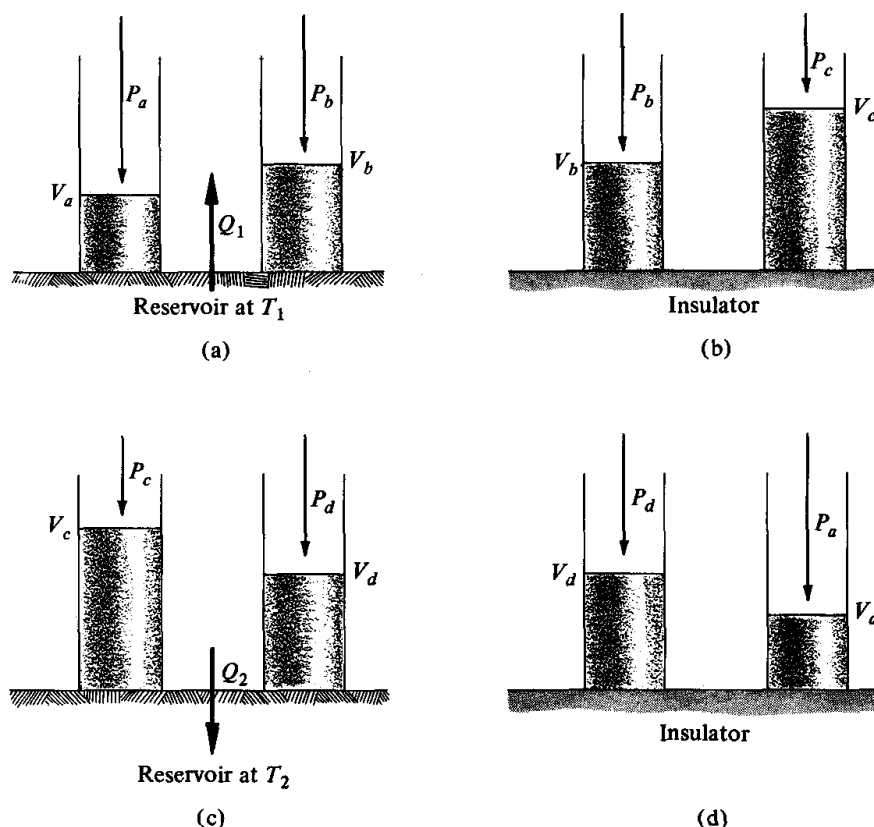 P_a
P_b
V_a
V_b
Q_1
Reservoir at T_1
(a)
P_b
P_c
V_b
V_c
Insulator
(b)
P_c
P_d
V_c
V_d
Q_2
Reservoir at T_2
(c)
P_d
P_a
V_d
V_a
Insulator
(d)